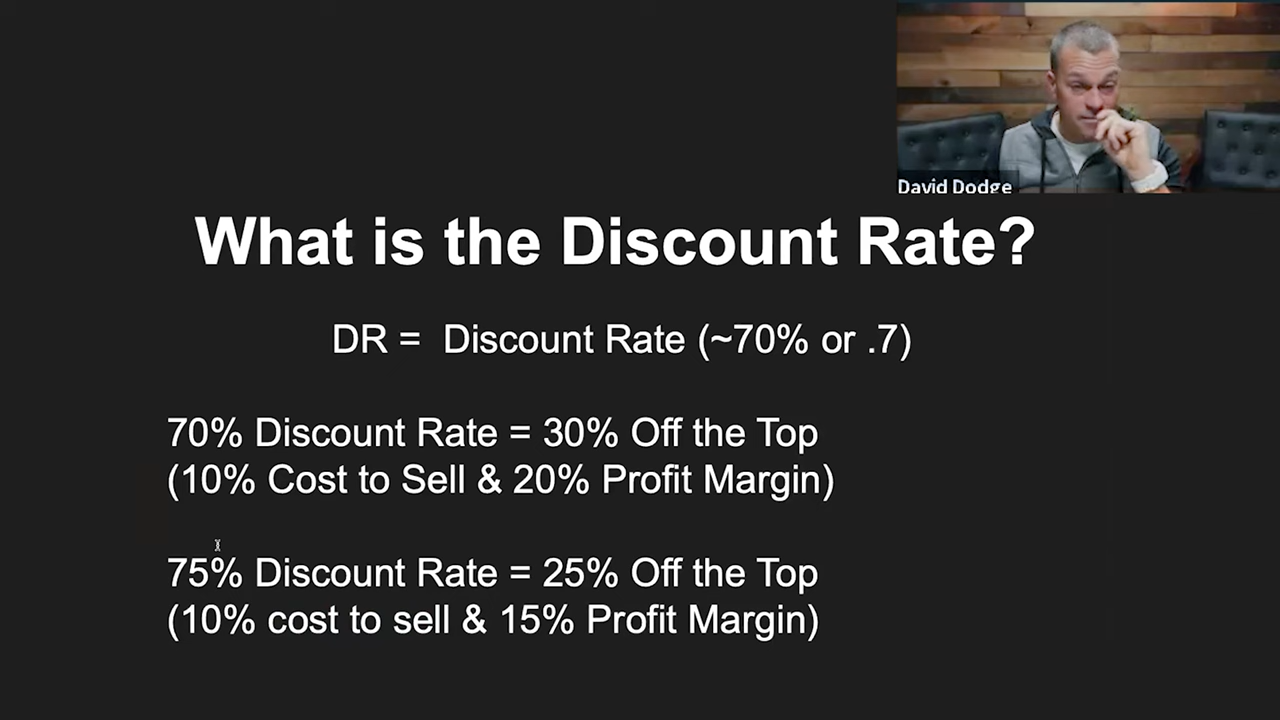 David Dodge
What is the Discount Rate?
DR = Discount Rate (~70% or .7)
70% Discount Rate = 30% Off the Top
(10% Cost to Sell & 20% Profit Margin)
75% Discount Rate = 25% Off the Top
(10% cost to sell & 15% Profit Margin)